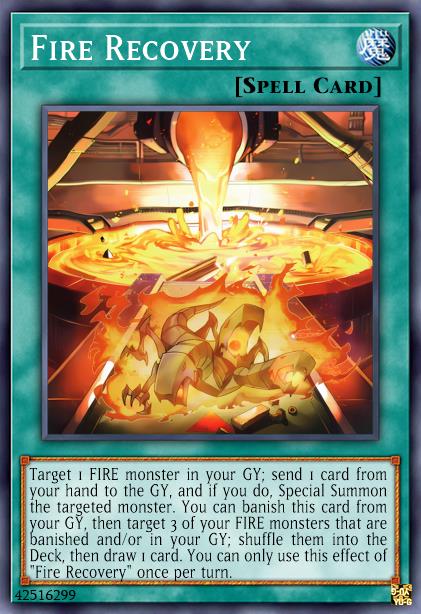 Fire Recovery
魔
[Spell Card]
Target 1 FIRE monster in your GY; send 1 card from
your hand to the GY, and if you do, Special Summon
the targeted monster. You can banish this card from
your GY, then target 3 of your FIRE monsters that are
banished and/or in your GY; shuffle them into the
Deck, then draw 1 card. You can only use this effect of
"Fire Recovery" once per turn.
42516299